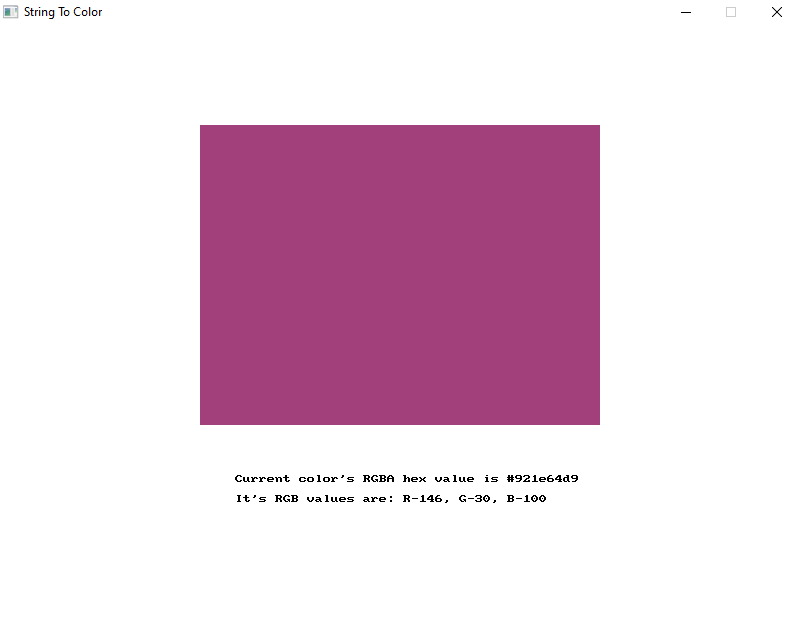 String To Color
Current color's RGBA hex value is #921e64d9
It's RGB values are: R-146, G-30, B-100